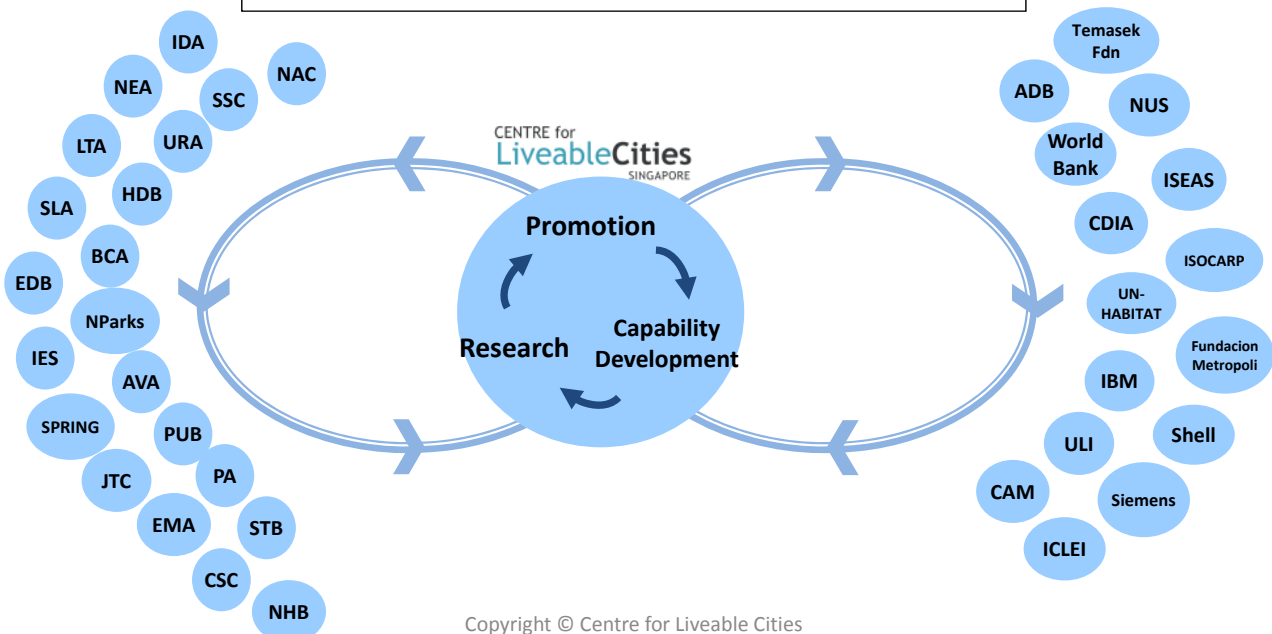 IDA
NAC
NEA
SSC
LTA
URA
HDB
SLA
BCA
EDB
NParks
IES
AVA
SPRING
PUB
JTC
PA
EMA
STB
CSC
NHB
CENTRE for
LiveableCities
SINGAPORE
Promotion
Capability
Development
Research
Temasek
Fdn
ADB
NUS
World
Bank
ISEAS
CDIA
ISOCARP
UN-
HABITAT
Fundacion
Metropoli
IBM
Shell
ULI
CAM
Siemens
ICLEI
Copyright © Centre for Liveable Cities